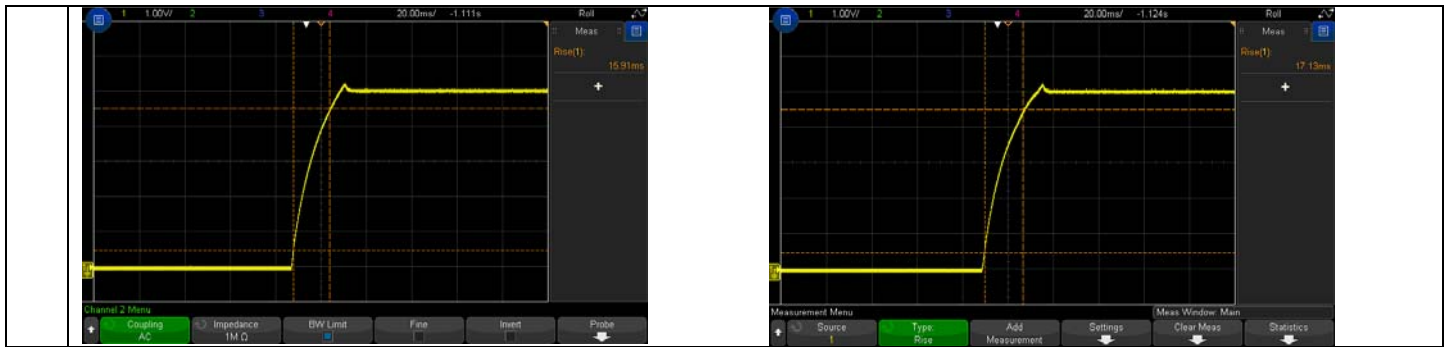 1 1.00V/ 2 3 4 20.00ms/ -1.111s Roll
Meas
Rise(1):
15.91ms
+
Channel 2 Menu
Coupling
AC
Impedance
1M Ω
BW Limit
Fine
Invert
Probe
1 1.00V/ 2 3 4 20.00ms/ -1.124s Roll
Meas
Rise(1):
17.13ms
+
Measurement Menu
Meas Window: Main
Source
1
Type:
Rise
Add
Measurement
Settings
Clear Meas
Statistics